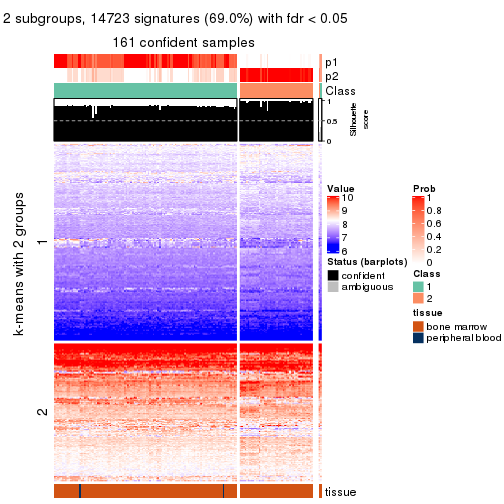 2 subgroups, 14723 signatures (69.0%) with fdr < 0.05
161 confident samples
p1
p2
Class
1
0.5
0
Silhouette
score
k-means with 2 groups
1
2
tissue
Value
10
9
8
7
6
Status (barplots)
confident
ambiguous
Prob
1
0.8
0.6
0.4
0.2
0
Class
1
2
tissue
bone marrow
peripheral blood